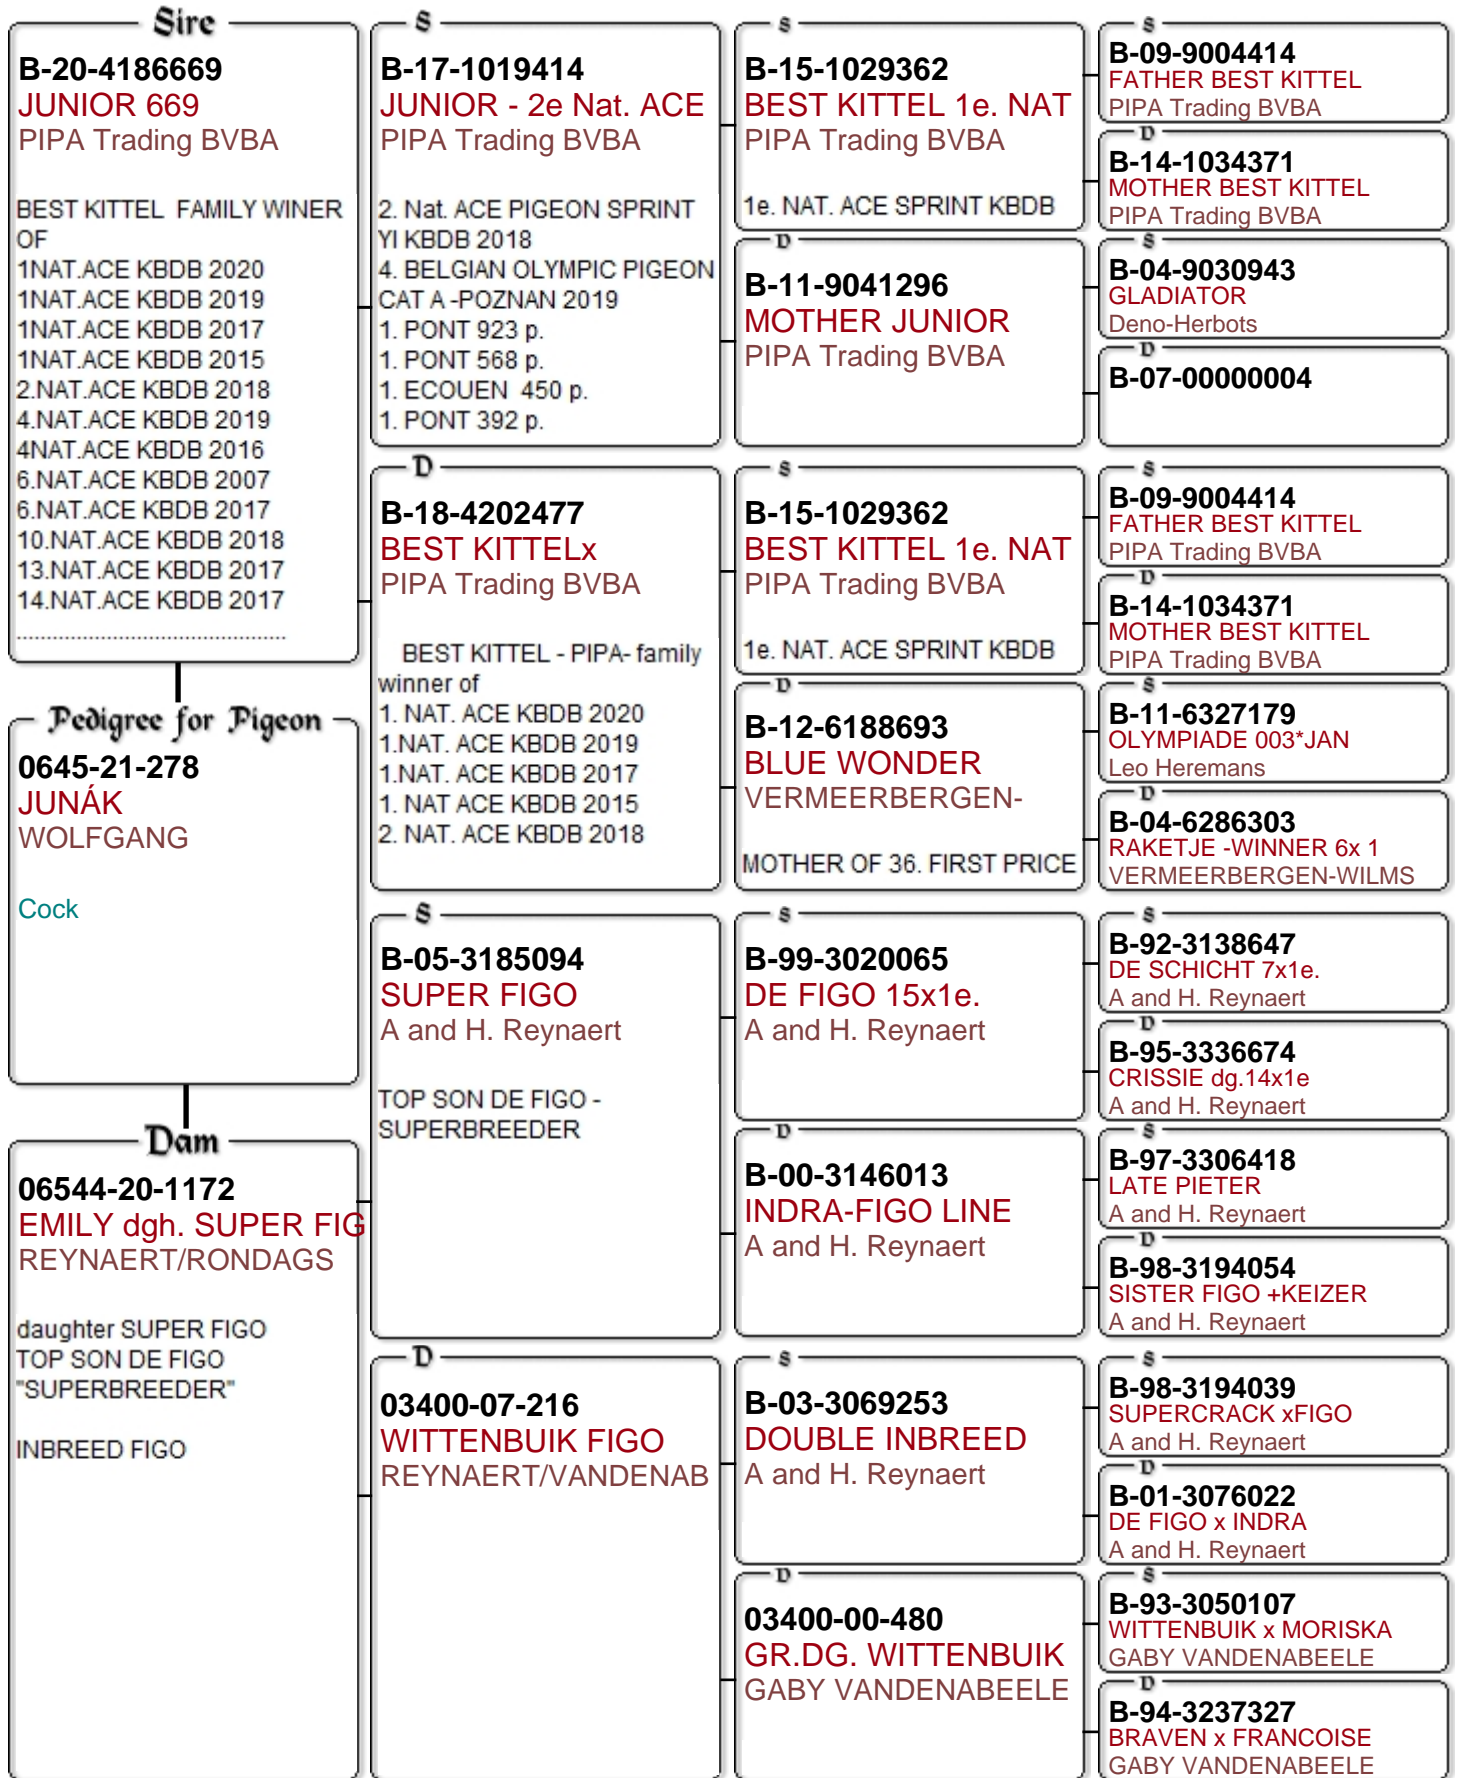 Sire
B-20-4186669
JUNIOR 669
PIPA Trading BVBA
BEST KITTEL FAMILY WINER
OF
1NAT.ACE KBDB 2020
1NAT.ACE KBDB 2019
1NAT.ACE KBDB 2017
1NAT.ACE KBDB 2015
2.NAT.ACE KBDB 2018
4.NAT.ACE KBDB 2019
4NAT.ACE KBDB 2016
6.NAT.ACE KBDB 2007
6.NAT.ACE KBDB 2017
10.NAT.ACE KBDB 2018
13.NAT.ACE KBDB 2017
14.NAT.ACE KBDB 2017
.............................................
Pedigree for Pigeon
0645-21-278
JUNÁK
WOLFGANG
Cock
Dam
06544-20-1172
EMILY dgh. SUPER FIG
REYNAERT/RONDAGS
daughter SUPER FIGO
TOP SON DE FIGO
"SUPERBREEDER"
INBREED FIGO
S
B-17-1019414
JUNIOR - 2e Nat. ACE
PIPA Trading BVBA
2. Nat. ACE PIGEON SPRINT
YI KBDB 2018
4. BELGIAN OLYMPIC PIGEON
CAT A -POZNAN 2019
1. PONT 923 p.
1. PONT 568 p.
1. ECOUEN 450 p.
1. PONT 392 p.
D
B-18-4202477
BEST KITTELx
PIPA Trading BVBA
BEST KITTEL - PIPA- family
winner of
1. NAT. ACE KBDB 2020
1.NAT. ACE KBDB 2019
1.NAT. ACE KBDB 2017
1. NAT ACE KBDB 2015
2. NAT. ACE KBDB 2018
S
B-05-3185094
SUPER FIGO
A and H. Reynaert
TOP SON DE FIGO -
SUPERBREEDER
D
03400-07-216
WITTENBUIK FIGO
REYNAERT/VANDENAB
S
B-15-1029362
BEST KITTEL 1e. NAT
PIPA Trading BVBA
1e. NAT. ACE SPRINT KBDB
D
B-11-9041296
MOTHER JUNIOR
PIPA Trading BVBA
S
B-15-1029362
BEST KITTEL 1e. NAT
PIPA Trading BVBA
1e. NAT. ACE SPRINT KBDB
D
B-12-6188693
BLUE WONDER
VERMEERBERGEN-
MOTHER OF 36. FIRST PRICE
S
B-99-3020065
DE FIGO 15x1e.
A and H. Reynaert
D
B-00-3146013
INDRA-FIGO LINE
A and H. Reynaert
S
B-03-3069253
DOUBLE INBREED
A and H. Reynaert
D
03400-00-480
GR.DG. WITTENBUIK
GABY VANDENABEELE
S
B-09-9004414
FATHER BEST KITTEL
PIPA Trading BVBA
D
B-14-1034371
MOTHER BEST KITTEL
PIPA Trading BVBA
S
B-04-9030943
GLADIATOR
Deno-Herbots
D
B-07-00000004
S
B-09-9004414
FATHER BEST KITTEL
PIPA Trading BVBA
D
B-14-1034371
MOTHER BEST KITTEL
PIPA Trading BVBA
S
B-11-6327179
OLYMPIADE 003*JAN
Leo Heremans
D
B-04-6286303
RAKETJE -WINNER 6x 1
VERMEERBERGEN-WILMS
S
B-92-3138647
DE SCHICHT 7x1e.
A and H. Reynaert
D
B-95-3336674
CRISSIE dg.14x1e
A and H. Reynaert
S
B-97-3306418
LATE PIETER
A and H. Reynaert
D
B-98-3194054
SISTER FIGO +KEIZER
A and H. Reynaert
S
B-98-3194039
SUPERCRACK xFIGO
A and H. Reynaert
D
B-01-3076022
DE FIGO x INDRA
A and H. Reynaert
S
B-93-3050107
WITTENBUIK x MORISKA
GABY VANDENABEELE
D
B-94-3237327
BRAVEN x FRANCOISE
GABY VANDENABEELE